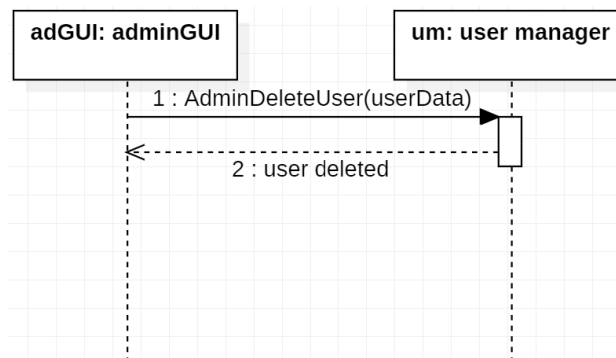 adGUI: adminGUI
um: user manager
1 : AdminDeleteUser(userData)
2 : user deleted